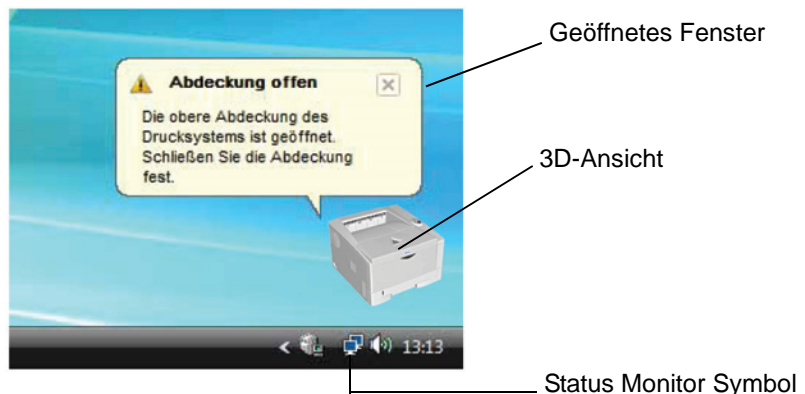 Geöffnetes Fenster
Abdeckung offen
Die obere Abdeckung des
Drucksystems ist geöffnet.
Schließen Sie die Abdeckung
fest.
3D-Ansicht
13:13
Status Monitor Symbol